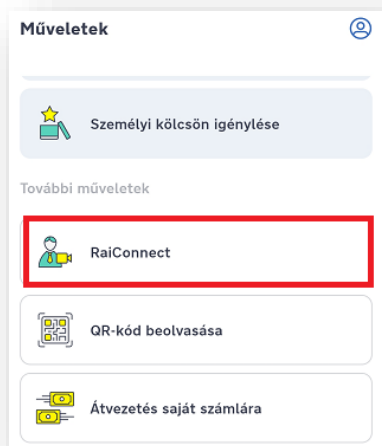 Műveletek
Személyi kölcsön igénylése
További műveletek
RaiConnect
QR-kód beolvasása
Átvezetés saját számlára